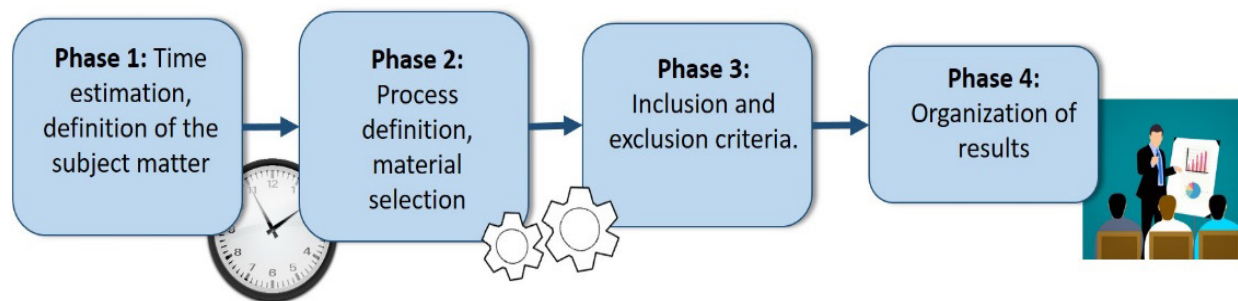 Phase 1: Time
estimation,
definition of the
subject matter
Phase 2:
Process
definition,
material
selection
Phase 3:
Inclusion and
exclusion criteria.
Phase 4:
Organization of
results